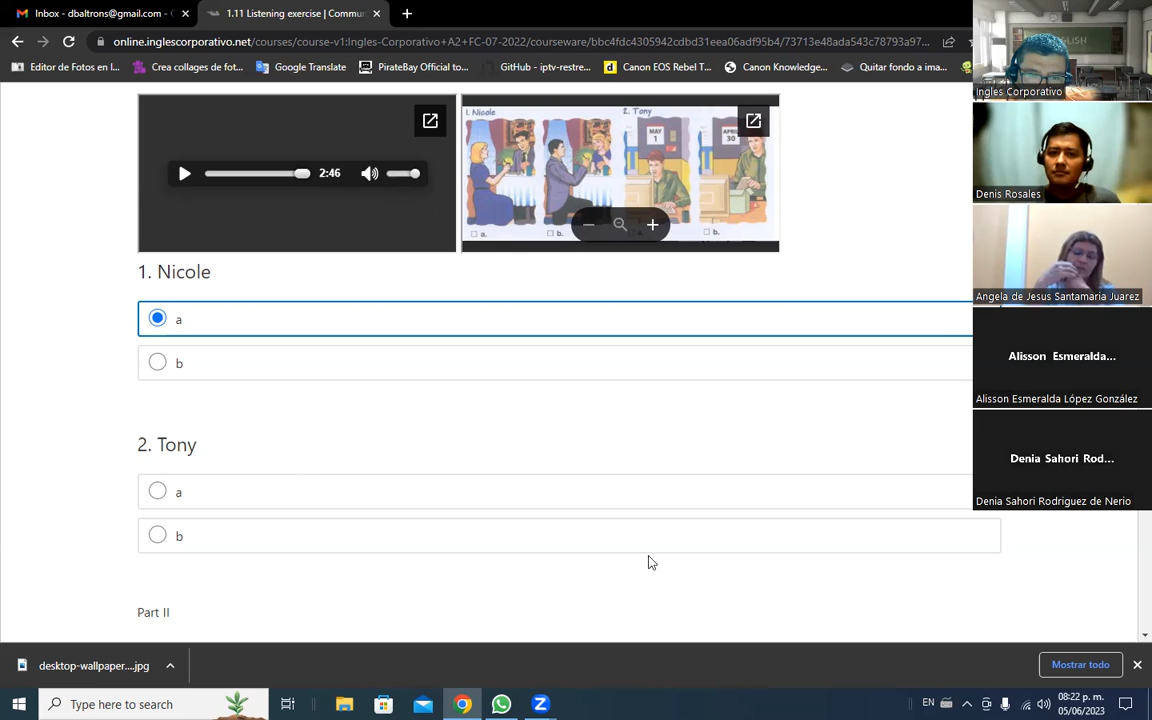 Inbox - dbaltrons@gmail.com -
1.11 Listening exercise | Commu
online.inglescorporativo.net/courses/course-v1:Ingles-Corporativo+A2+FC-07-2022/courseware/bbc4fdc4305942cdbd31eea06adf95b4/73713e48ada543c78793a97...
Editor de Fotos en l...
Crea collages de fot...
Google Translate
PirateBay Official to...
GitHub - iptv-restre...
Canon EOS Rebel T...
Canon Knowledge...
Quitar fondo a ima...
ENGLISH
Ingles Corporativo
Denis Rosales
Angela de Jesus Santamaria Juarez
Alisson Esmeralda...
Alisson Esmeralda López González
Denia Sahori Rod...
Denia Sahori Rodriguez de Nerio
2:46
1. Nicole
2. Tony
MAY
1
APRIL
30
a.
b.
b.
1. Nicole
a
b
2. Tony
a
b
Part II
desktop-wallpaper....jpg
Mostrar todo
Type here to search
EN
08:22 p. m.
05/06/2023